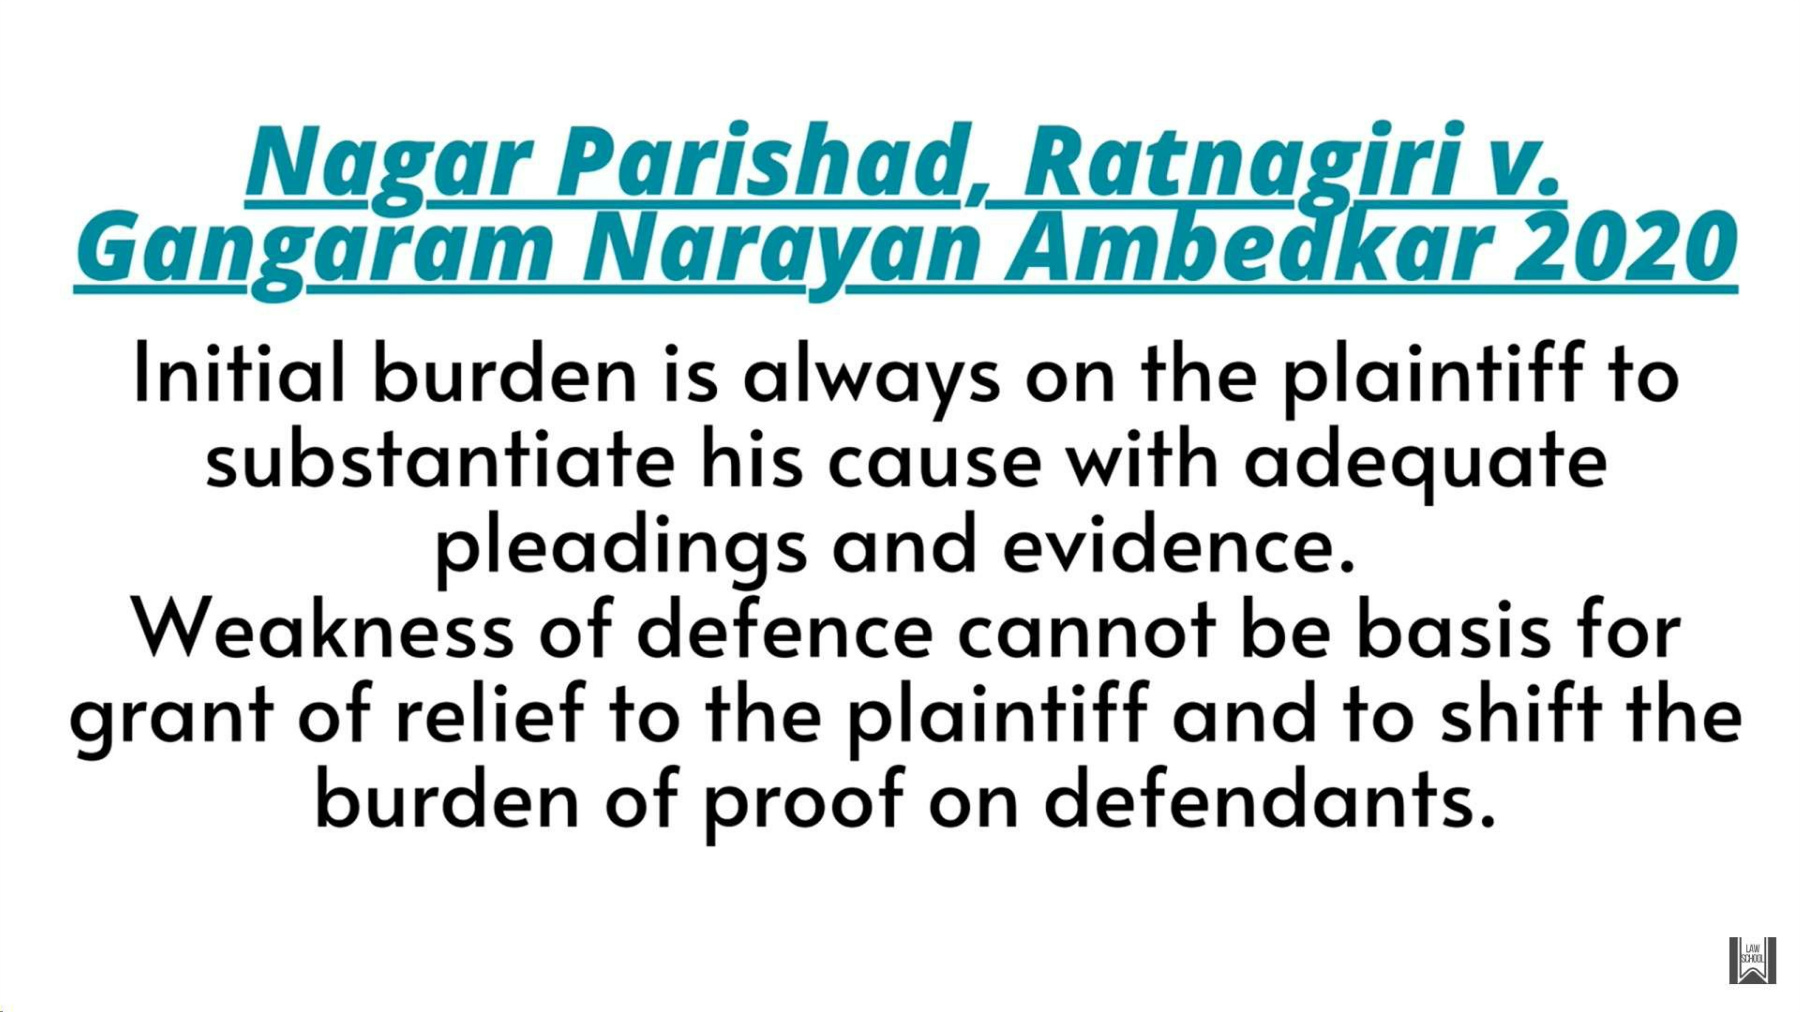 Nagar Parishad, Ratnagiri v.
Gangaram Narayan Ambedkar 2020
Initial burden is always on the plaintiff to
substantiate his cause with adequate
pleadings and evidence.
Weakness of defence cannot be basis for
grant of relief to the plaintiff and to shift the
burden of proof on defendants.
LAW
SCHOOL